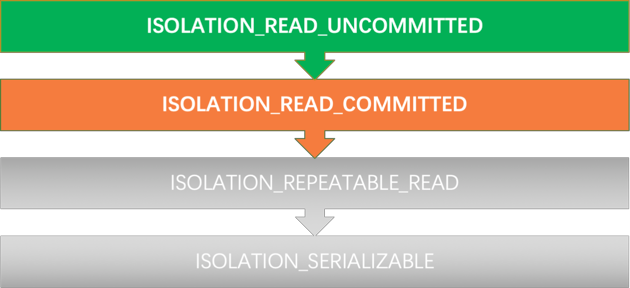 ISOLATION_READ_UNCOMMITTED
ISOLATION_READ_COMMITTED
ISOLATION_REPEATABLE_READ
ISOLATION_SERIALIZABLE